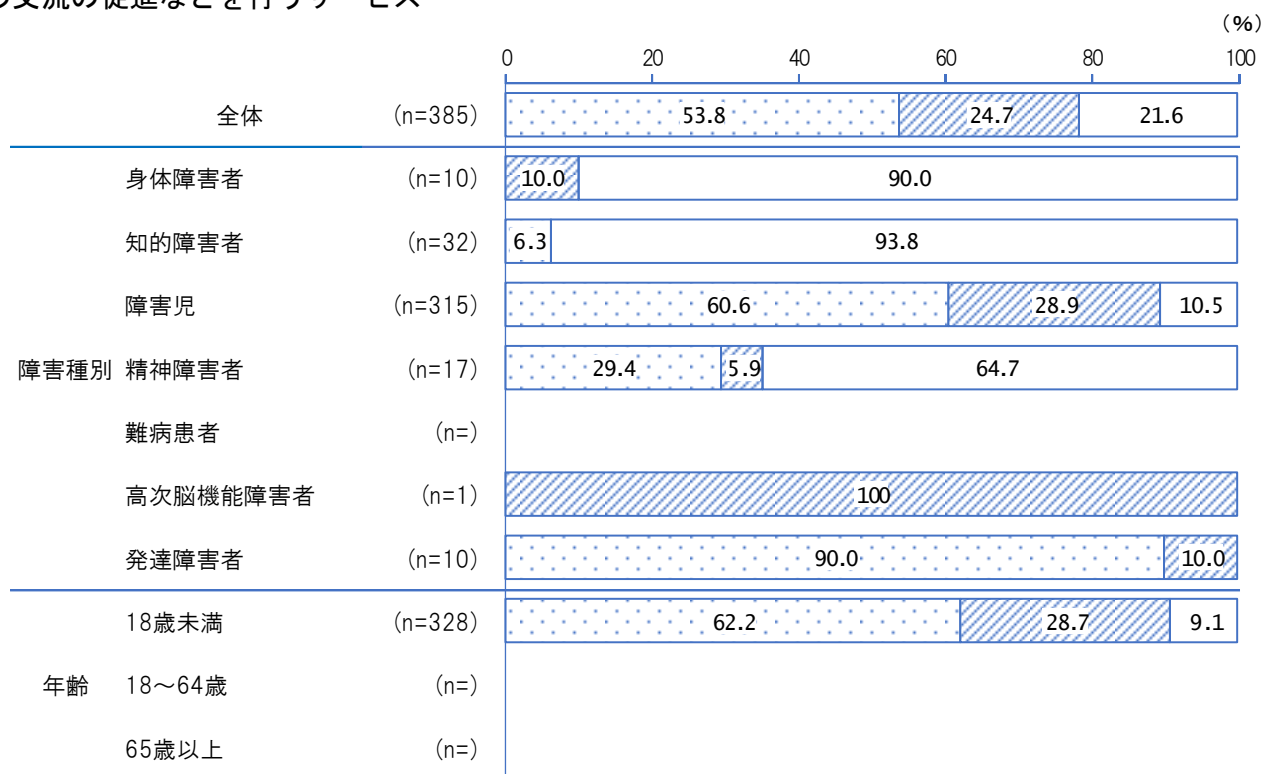 の交流の促進などを行うサービス
(%)
0 20 40 60 80 100
全体 (n=385) 53.8 24.7 21.6
身体障害者 (n=10) 10.0 90.0
知的障害者 (n=32) 6.3 93.8
障害児 (n=315) 60.6 28.9 10.5
障害種別 精神障害者 (n=17) 29.4 5.9 64.7
難病患者 (n=)
高次脳機能障害者 (n=1) 100
発達障害者 (n=10) 90.0 10.0
18歳未満 (n=328) 62.2 28.7 9.1
年齢 18～64歳 (n=)
65歳以上 (n=)